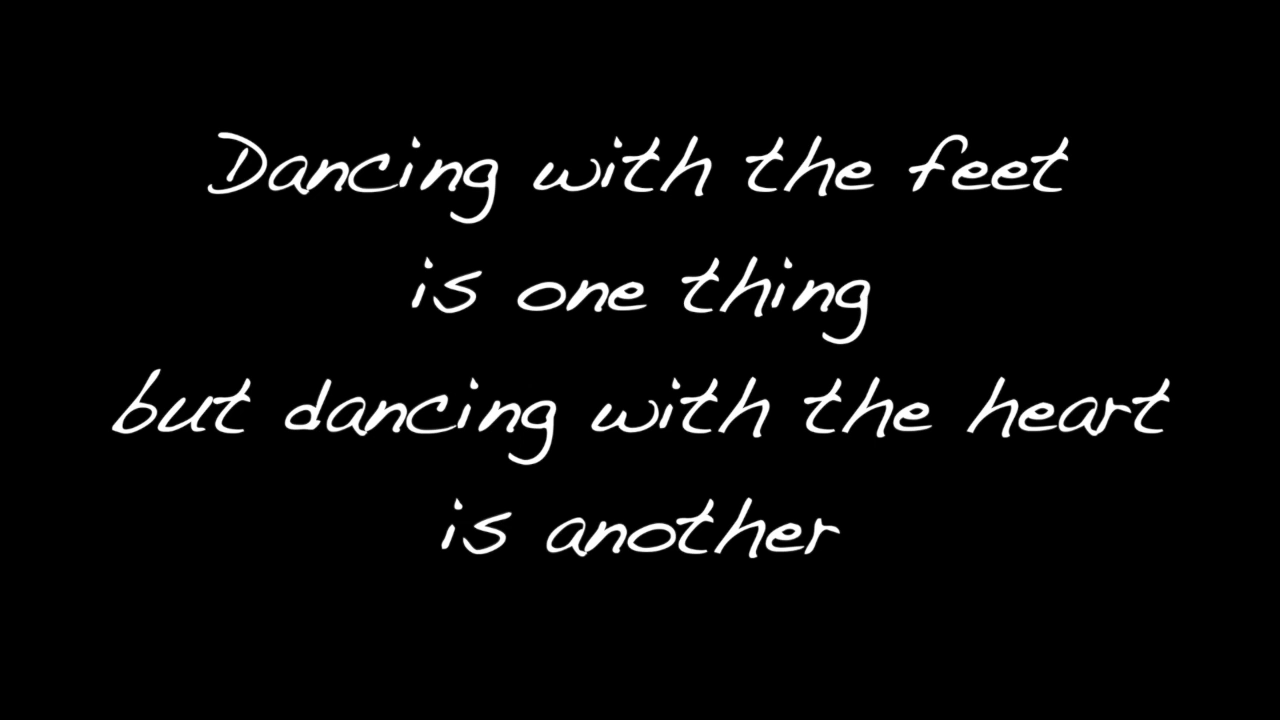 Dancing with the feet
is one thing
but dancing with the heart
is another